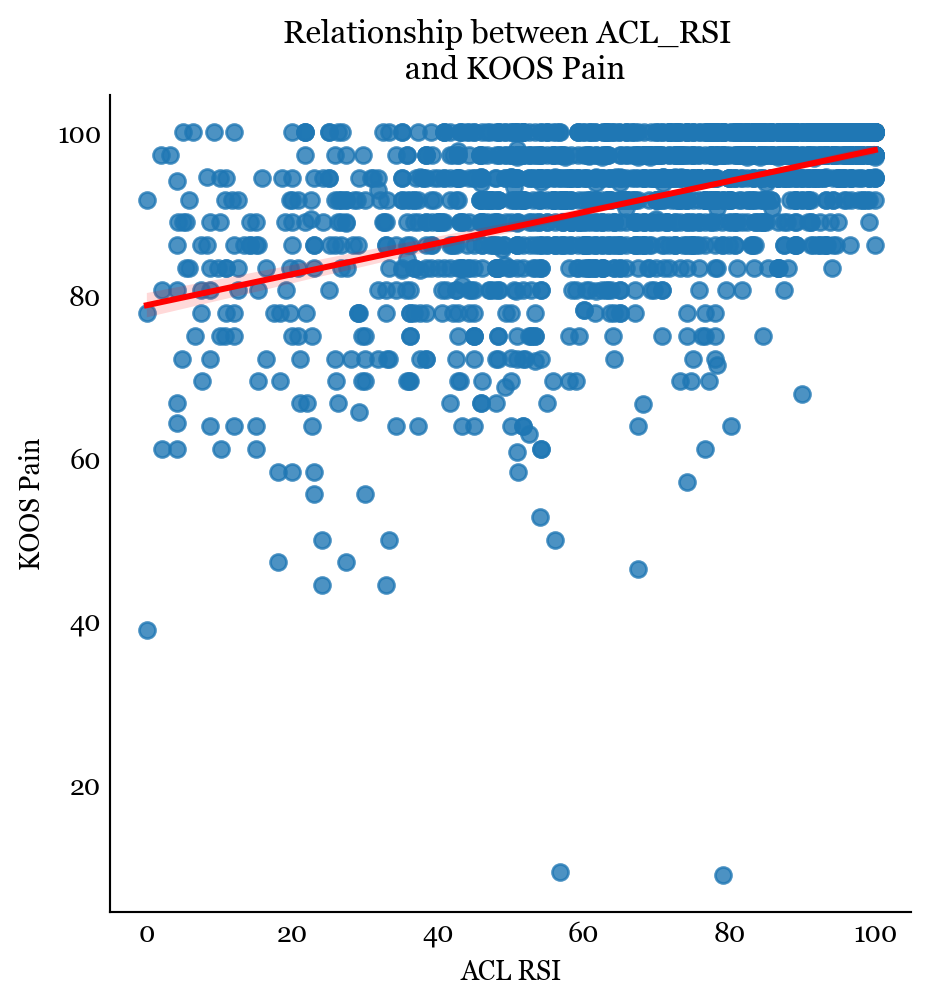 Relationship between ACL_RSI
and KOOS Pain
100
80
60
40
20
KOOS Pain
0 20 40 60 80 100
ACL RSI